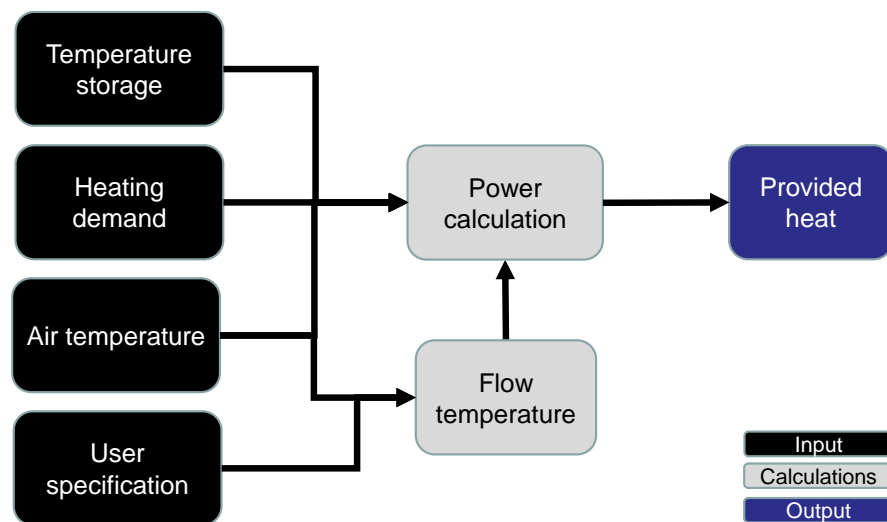 Temperature
storage
Heating
demand
Air temperature
User
specification
Power
calculation
Flow
temperature
Provided
heat
Input
Calculations
Output